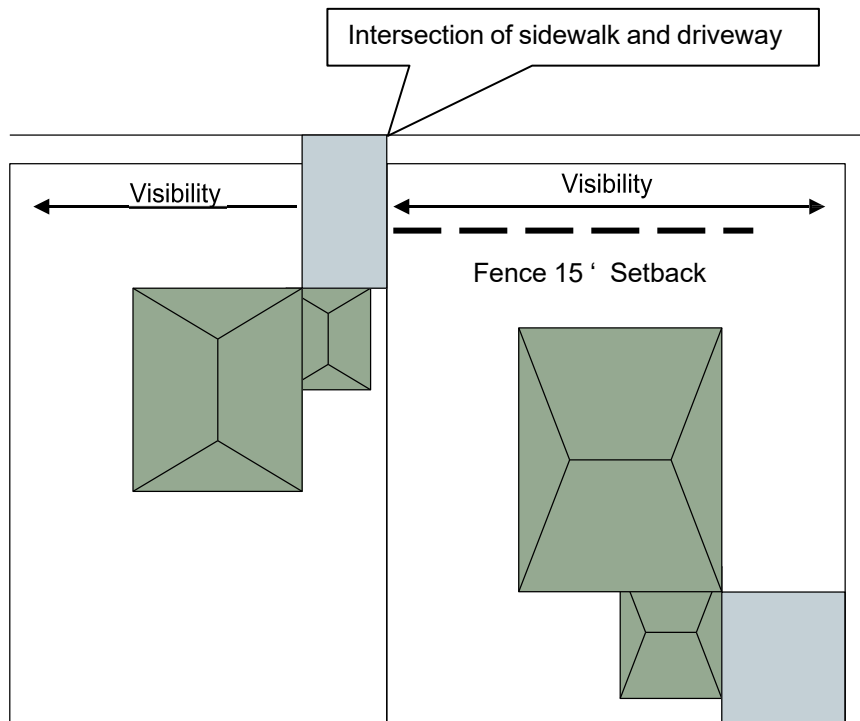 Intersection of sidewalk and driveway
Visibility
Visibility
Fence 15 ‘ Setback